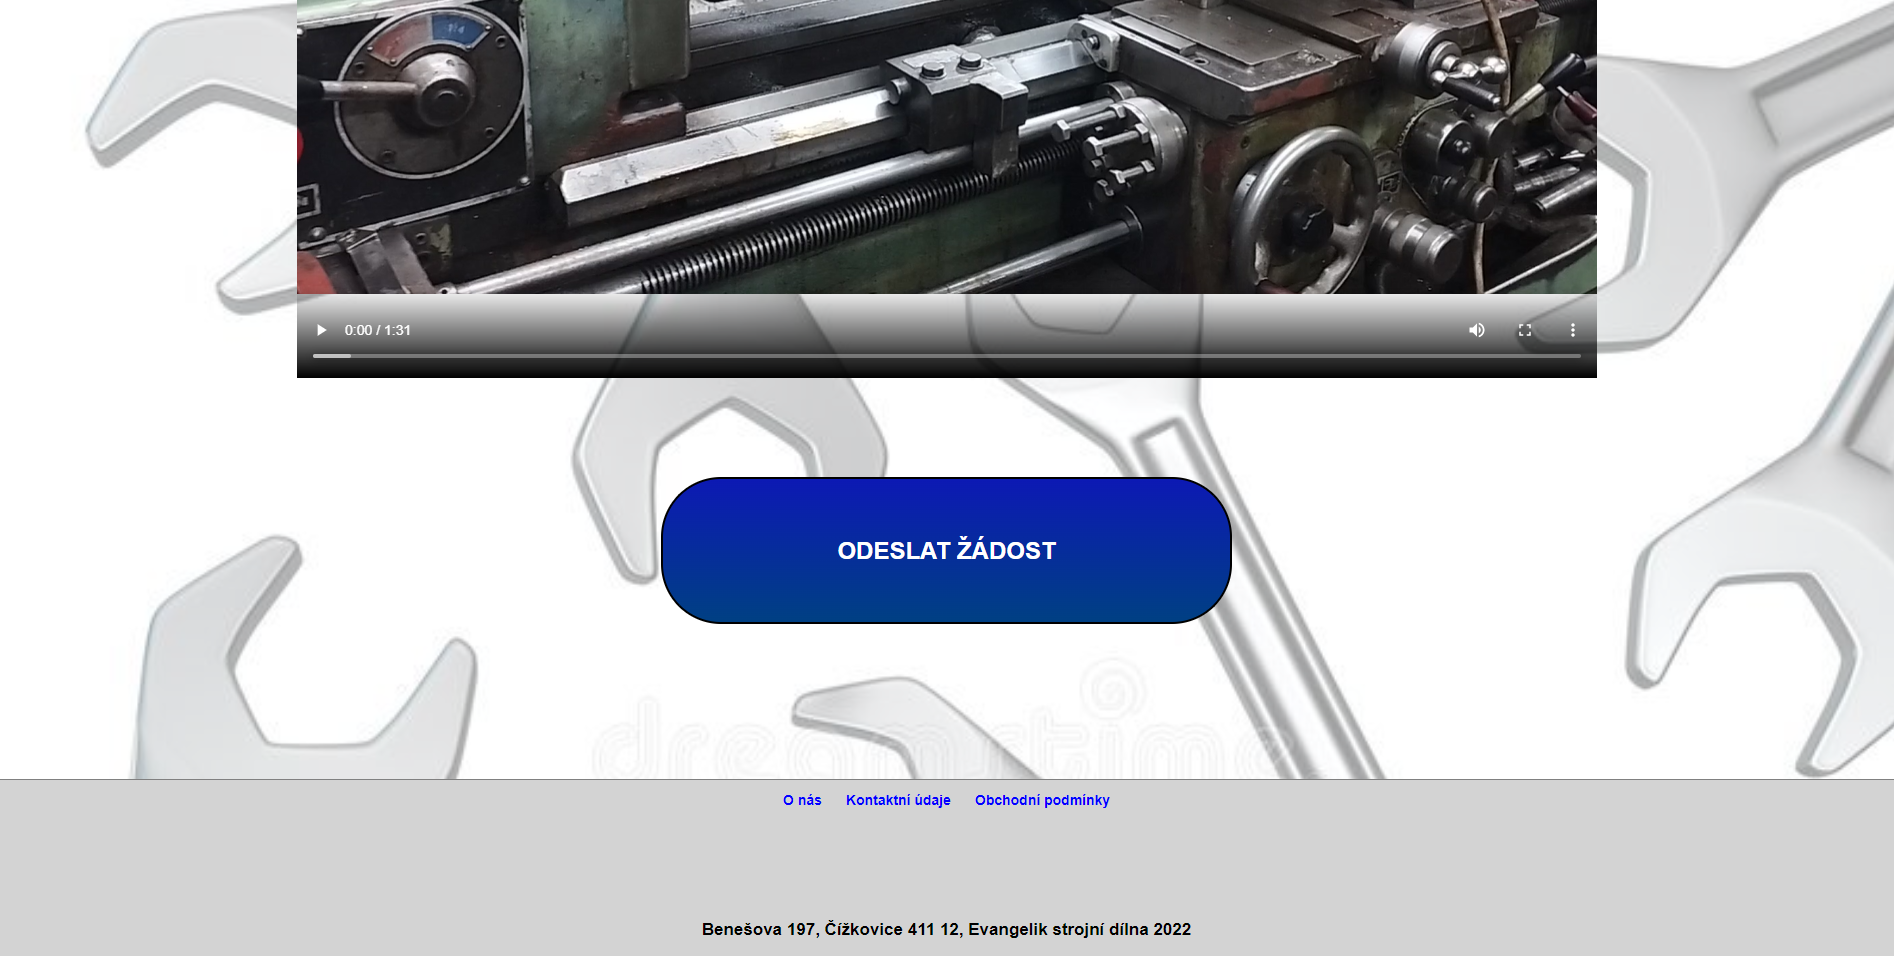 0:00 / 1:31
ODESLAT ŽÁDOST
dreamstime
O nás Kontaktní údaje Obchodní podmínky
Benešova 197, Čížkovice 411 12, Evangelik strojní dílna 2022